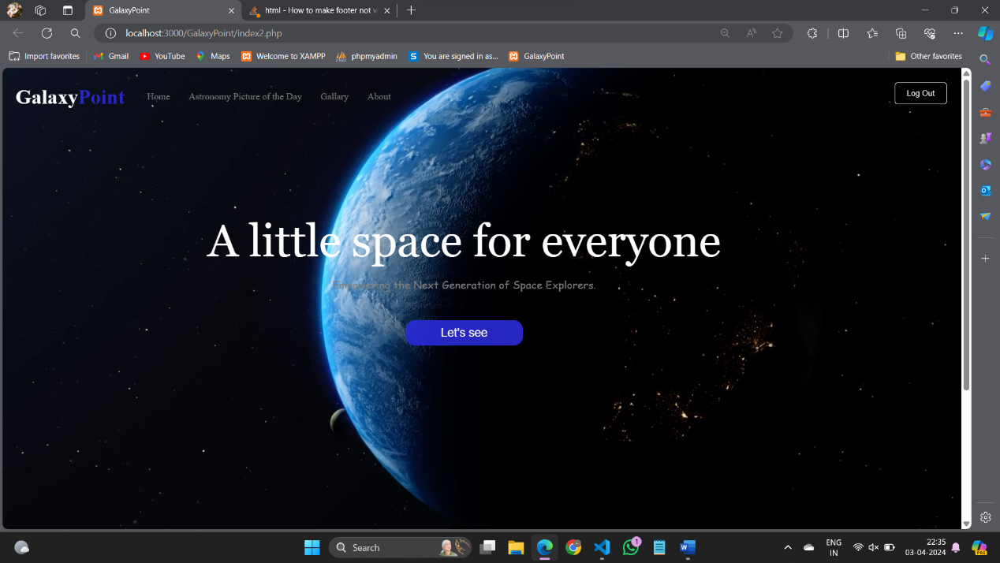 GalaxyPoint
html - How to make footer not vi
localhost:3000/GalaxyPoint/index2.php
Import favorites
Gmail
YouTube
Maps
Welcome to XAMPP
phpmyadmin
You are signed in as...
GalaxyPoint
Other favorites
GalaxyPoint
Home
Astronomy Picture of the Day
Gallary
About
Log Out
A little space for everyone
Empowering the Next Generation of Space Explorers.
Let's see
Search
1
ENG
IN
22:35
03-04-2024
PRE